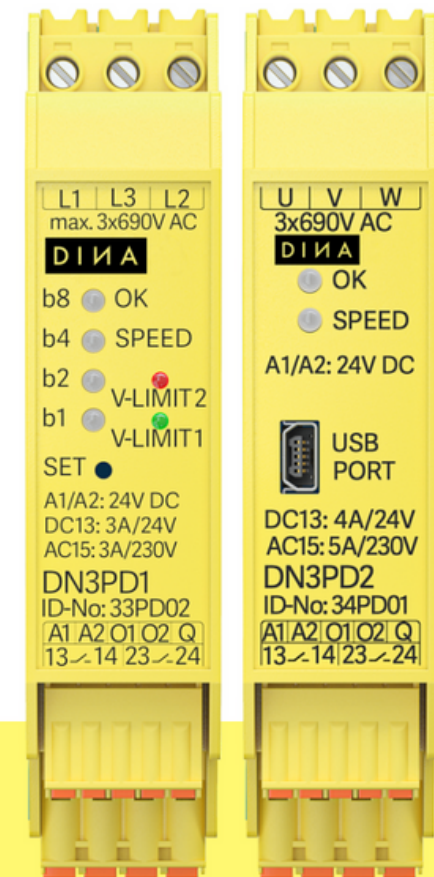 L1 L3 L2
max. 3x690V AC
DINA
b8 OK
b4 SPEED
b2
V-LIMIT2
b1
V-LIMIT1
SET
A1/A2: 24V DC
DC13: 3A/24V
AC15: 3A/230V
DN3PD1
ID-No: 33PD02
A1 A2 O1 O2 Q
13 14 23 24
U V W
3x690V AC
DINA
OK
SPEED
A1/A2: 24V DC
USB
PORT
DC13: 4A/24V
AC15: 5A/230V
DN3PD2
ID-No: 34PD01
A1 A2 O1 O2 Q
13 14 23 24